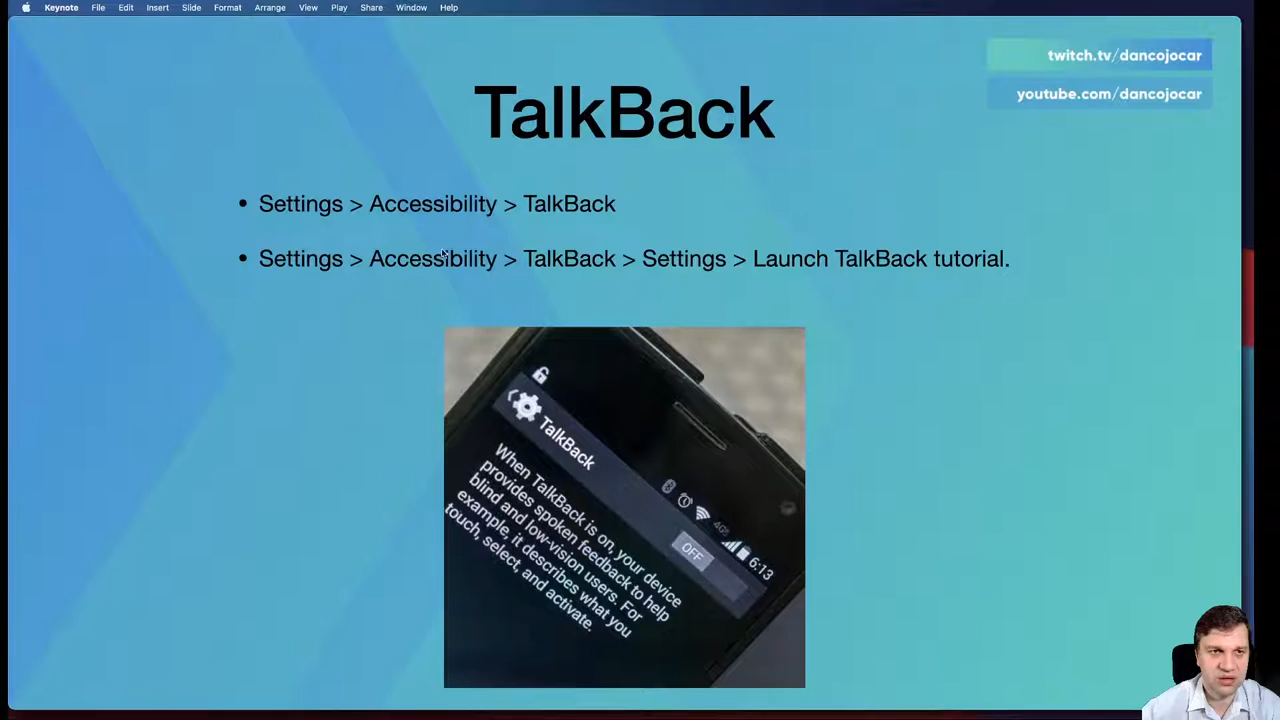 Keynote File Edit Insert Slide Format Arrange View Play Share Window Help
twitch.tv/dancojocar
youtube.com/dancojocar
TalkBack
• Settings > Accessibility > TalkBack
• Settings > Accessibility > TalkBack > Settings > Launch TalkBack tutorial.
4G
6:13
TalkBack
OFF
When TalkBack is on, your device
provides spoken feedback to help
blind and low-vision users. For
example, it describes what you
touch, select, and activate.